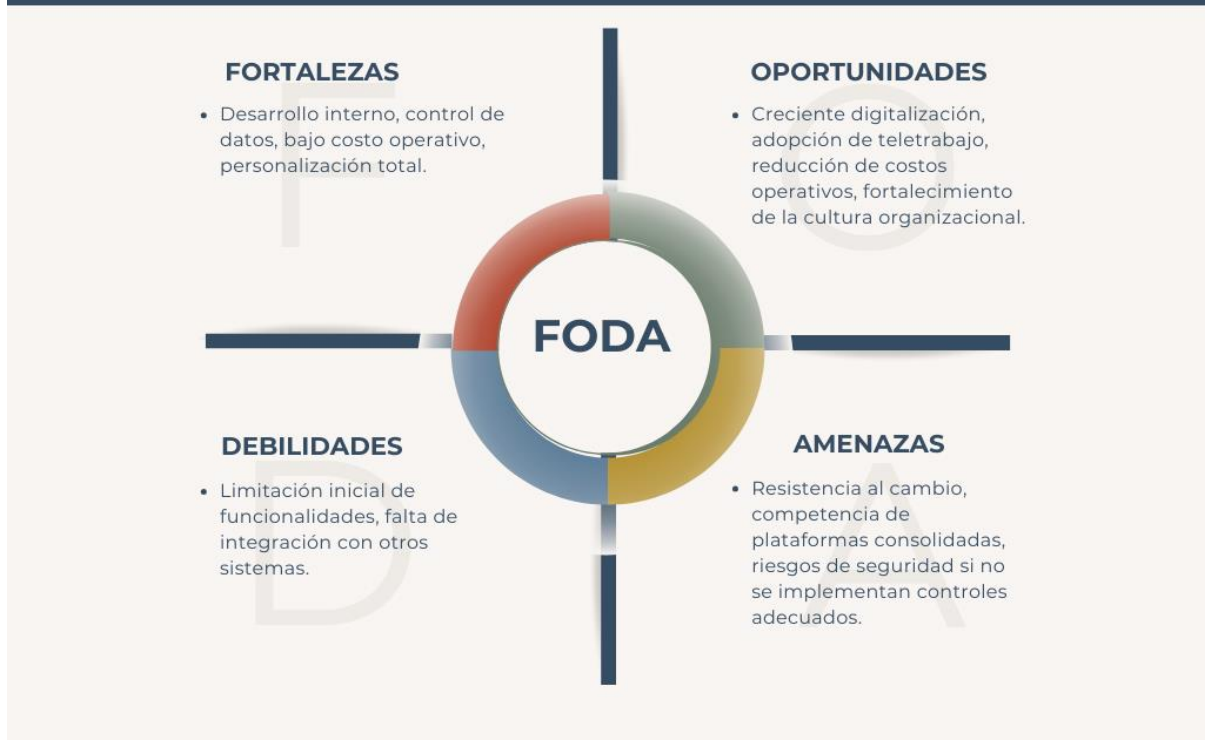 FORTALEZAS
• Desarrollo interno, control de
datos, bajo costo operativo,
personalización total.
OPORTUNIDADES
• Creciente digitalización,
adopción de teletrabajo,
reducción de costos
operativos, fortalecimiento
de la cultura organizacional.
FODA
DEBILIDADES
• Limitación inicial de
funcionalidades, falta de
integración con otros
sistemas.
AMENAZAS
• Resistencia al cambio,
competencia de
plataformas consolidadas,
riesgos de seguridad si no
se implementan controles
adecuados.
F
O
D
A